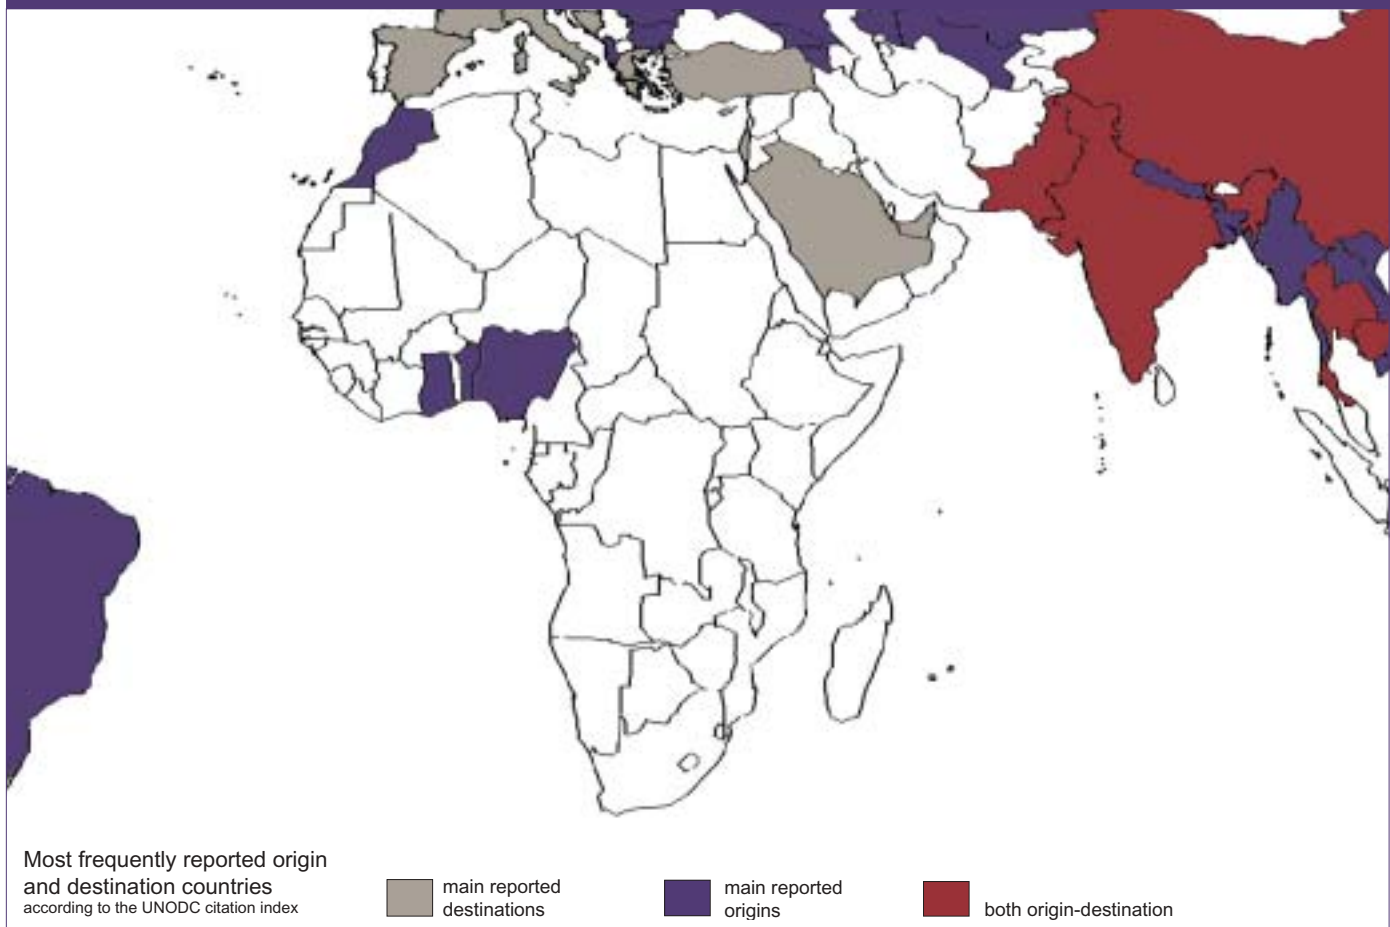 Most frequently reported origin
and destination countries
according to the UNODC citation index
main reported
destinations
main reported
origins
both origin-destination